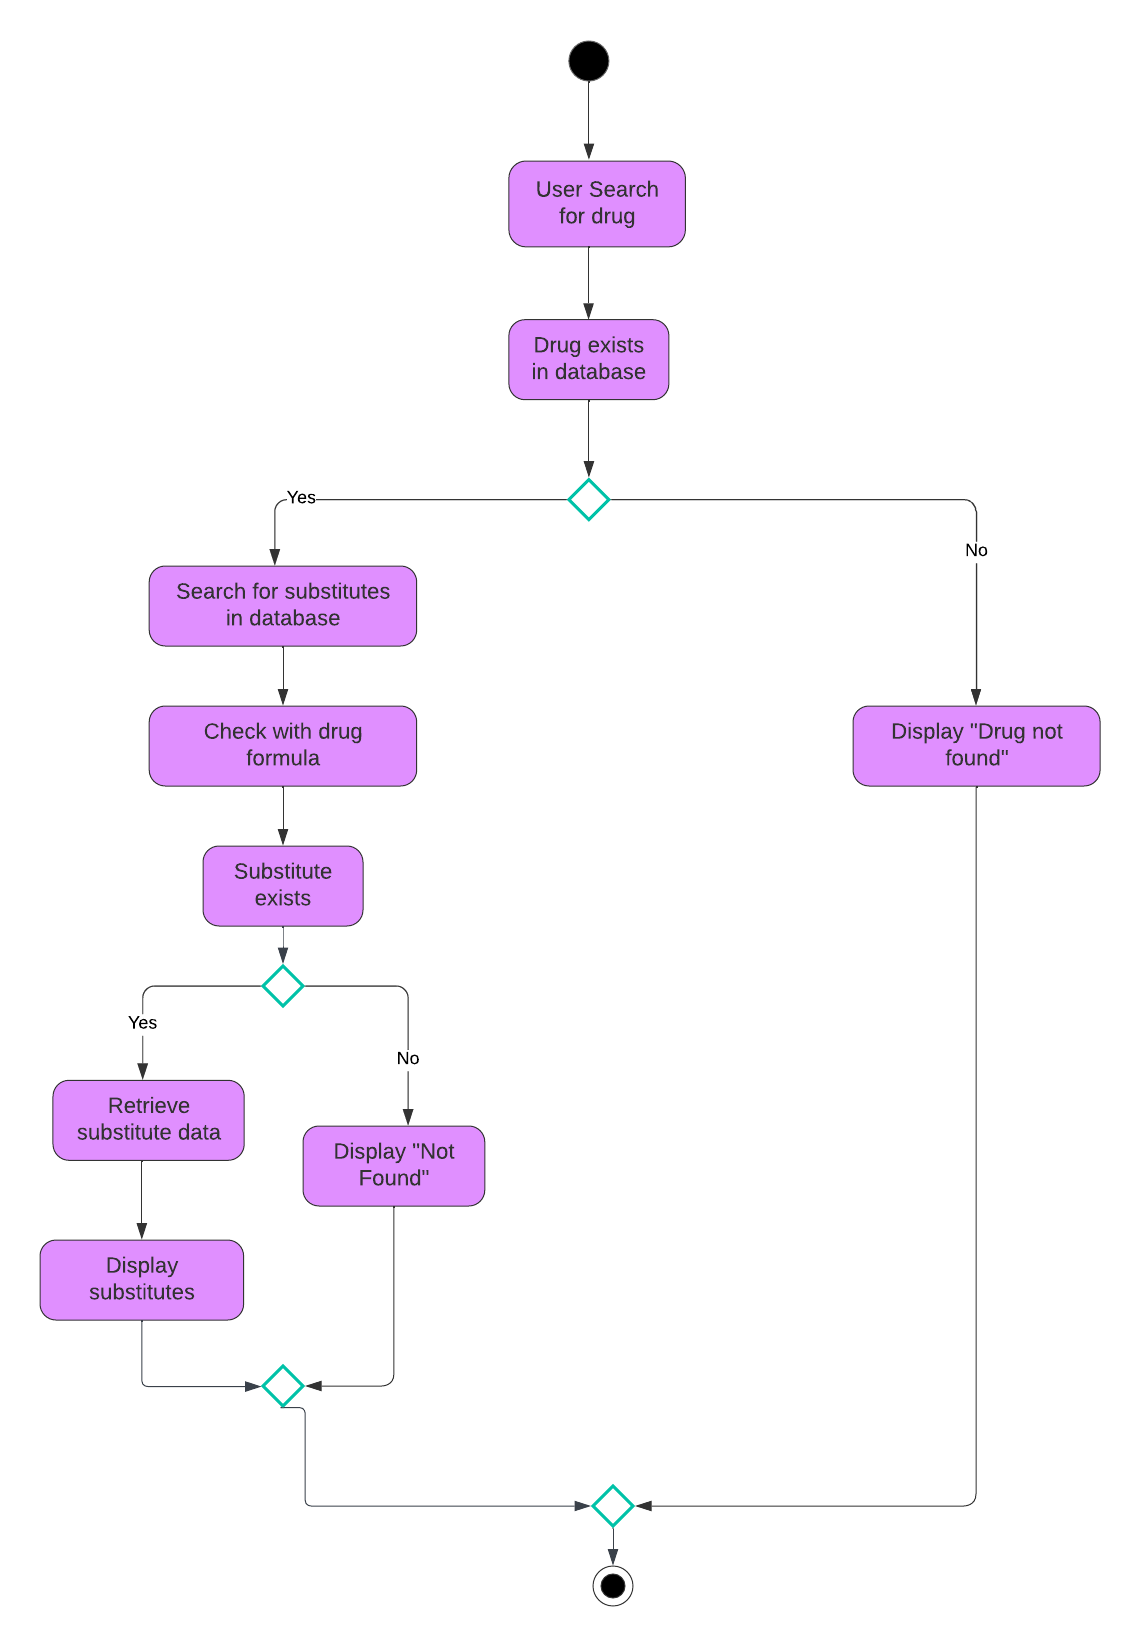 User Search
for drug
Drug exists
in database
Yes
No
Search for substitutes
in database
Check with drug
formula
Display "Drug not
found"
Substitute
exists
Yes
No
Retrieve
substitute data
Display "Not
Found"
Display
substitutes